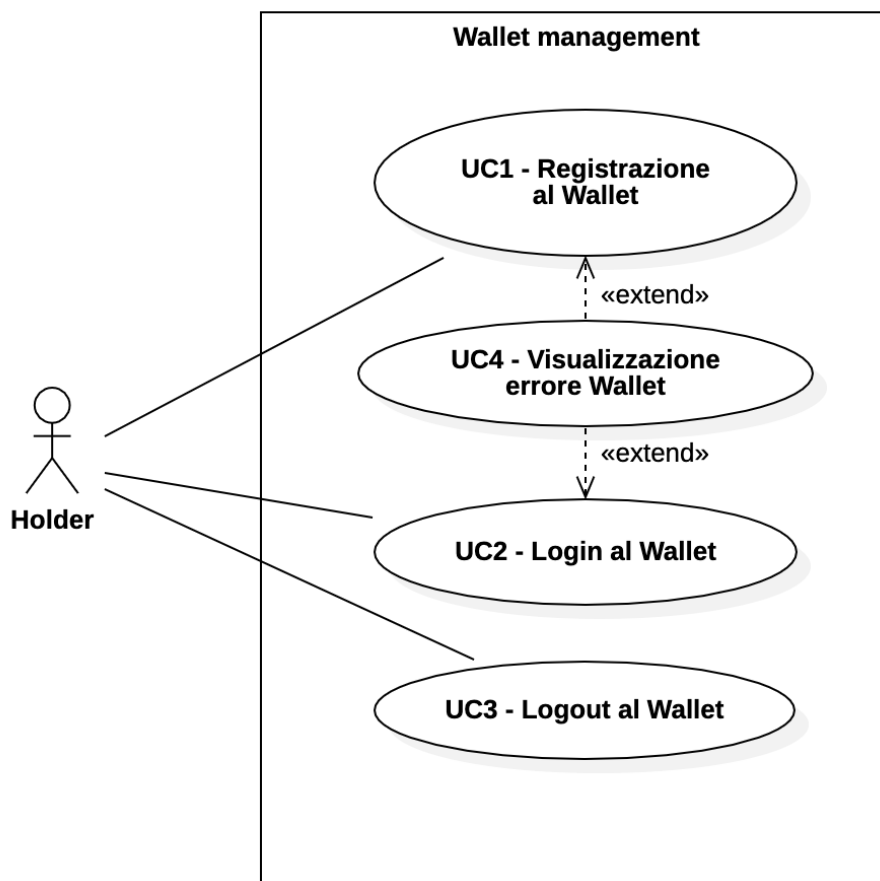 Wallet management
UC1 - Registrazione
al Wallet
«extend»
UC4 - Visualizzazione
errore Wallet
«extend»
Holder
UC2 - Login al Wallet
UC3 - Logout al Wallet